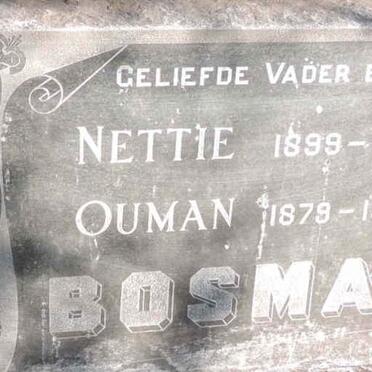 GELIEFDE VADER
NETTIE 1899-
OUMAN 1879-1
BOSMA